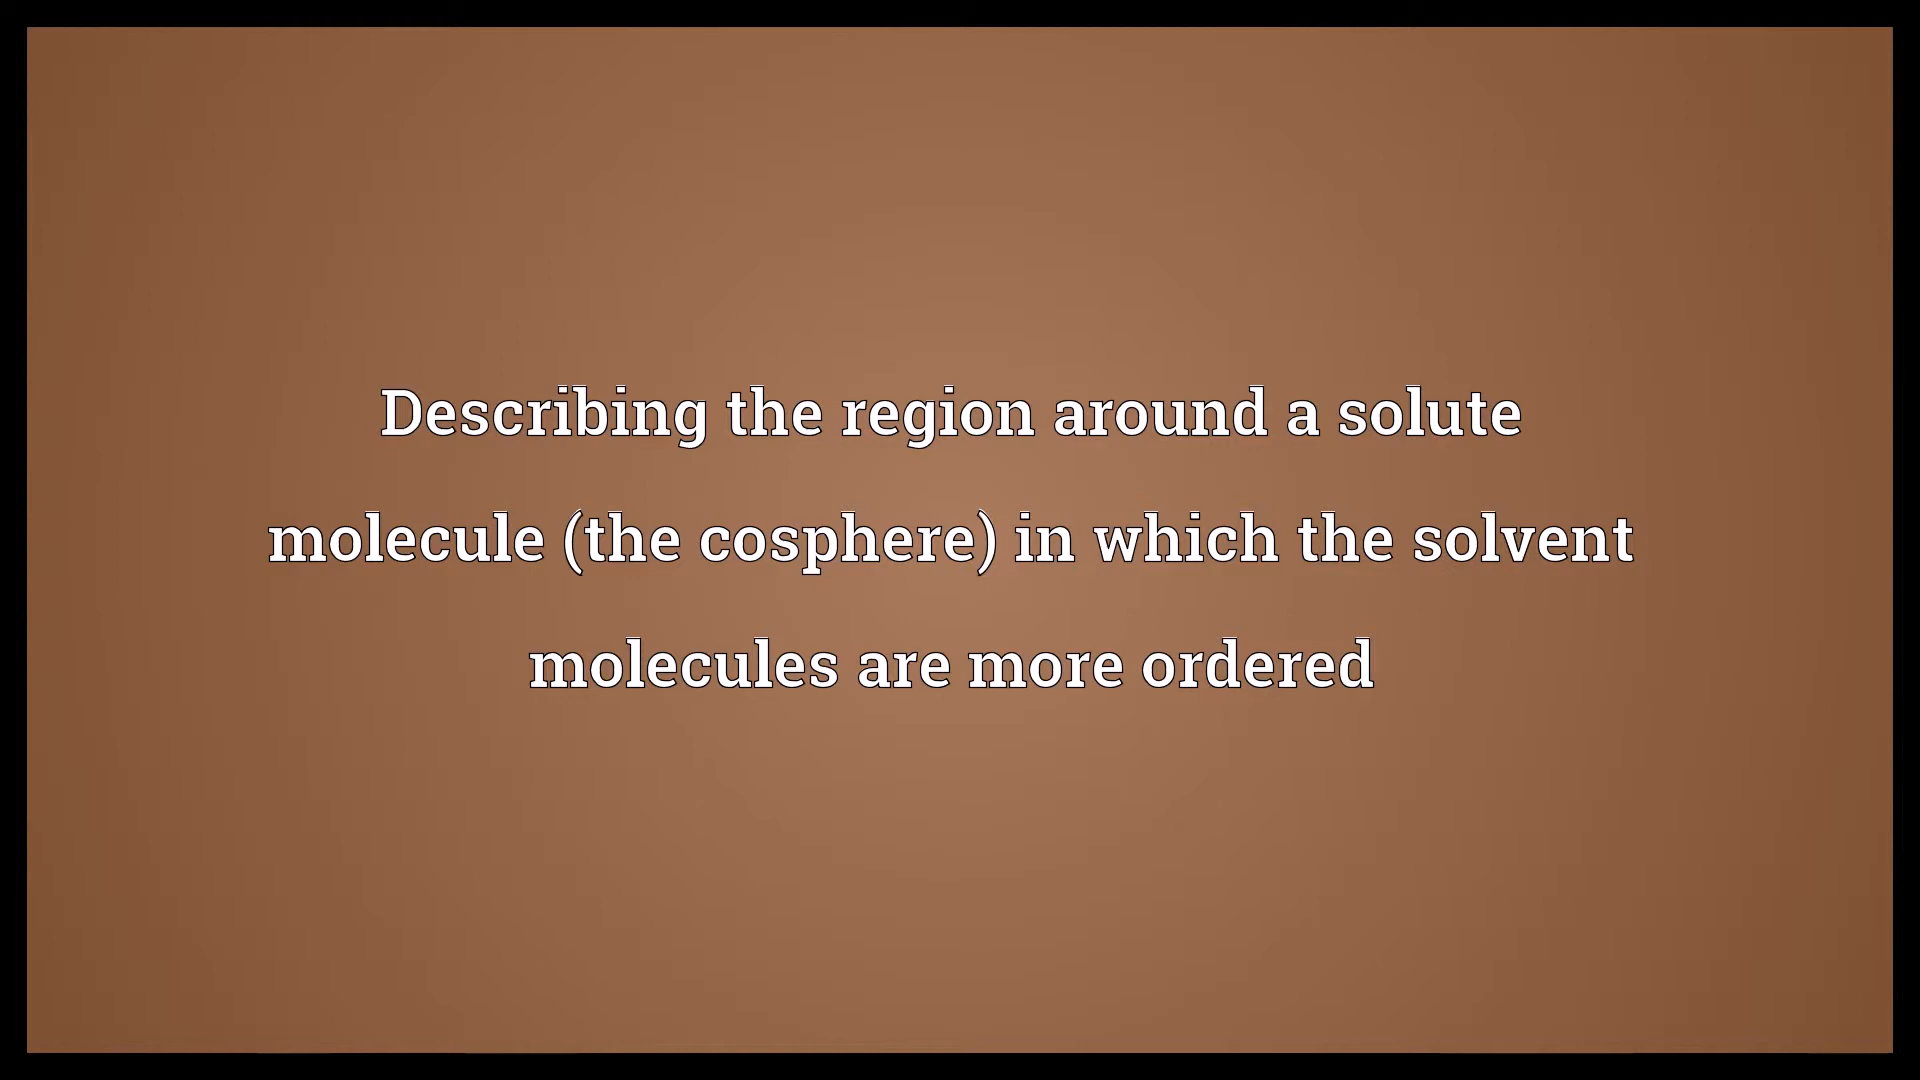 Describing the region around a solute
molecule (the cosphere) in which the solvent
molecules are more ordered